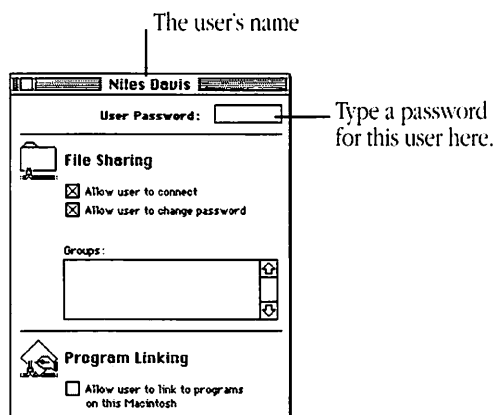 The user's name
Niles Davis
User Password:
Type a password
for this user here.
File Sharing
Allow user to connect
Allow user to change password
Groups:
Program Linking
Allow user to link to programs
on this Macintosh